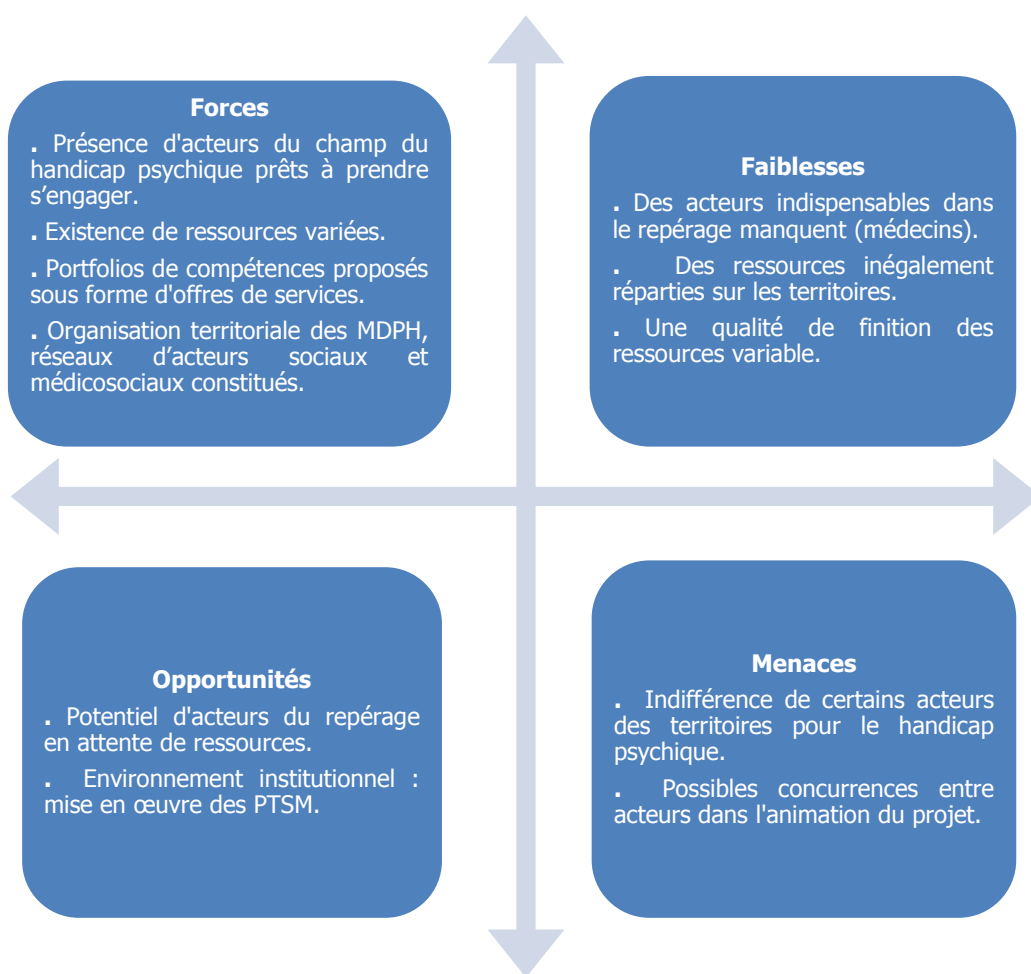 Forces
. Présence d'acteurs du champ du
handicap psychique prêts à prendre
s’engager.
. Existence de ressources variées.
. Portfolios de compétences proposés
sous forme d'offres de services.
. Organisation territoriale des MDPH,
réseaux d’acteurs sociaux et
médicosociaux constitués.
Faiblesses
. Des acteurs indispensables dans
le repérage manquent (médecins).
. Des ressources inégalement
réparties sur les territoires.
. Une qualité de finition des
ressources variable.
Opportunités
. Potentiel d'acteurs du repérage
en attente de ressources.
. Environnement institutionnel :
mise en œuvre des PTSM.
Menaces
. Indifférence de certains acteurs
des territoires pour le handicap
psychique.
. Possibles concurrences entre
acteurs dans l'animation du projet.